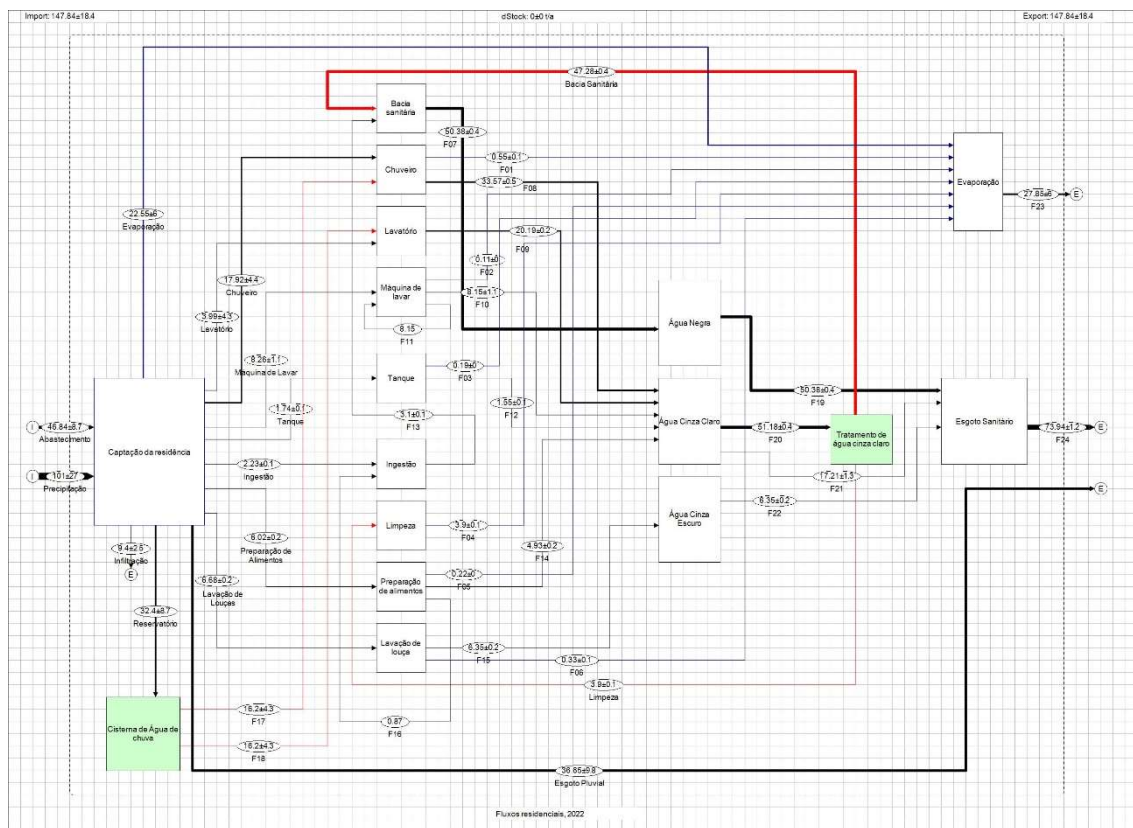 Import: 147.84±18.4
dStock: 0±0 t/a
Export: 147.84±18.4
47.28±0.4
Bacia Sanitária
Bacia
sanitária
50.38±0.4
F07
Chuveiro
0.55±0.1
F01
33.57±0.5
F08
Evaporação
27.85±6
E
F23
22.55±6
Evaporação
Lavatório
20.19±0.2
F09
17.92±4.4
Chuveiro
0.11±0
F02
3.99±4.3
Lavatório
Màquina de
lavar
8.15±1.1
F10
8.15
F11
Água Negra
8.26±1.1
Maquina de Lavar
Tanque
0.19±0
F03
1.74±0.1
Tanque
1.55±0.1
F12
3.1±0.1
F13
50.38±0.4
F19
I
46.84±8.7
Abastecimento
Captação da residência
Água Cinza Claro
51.18±0.4
F20
Tratamento de
água cinza claro
Esgoto Sanitário
73.94±1.2
E
F24
I
101±27
Precipitação
2.23±0.1
Ingestão
Ingestão
17.21±1.3
F21
6.35±0.2
F22
Água Cinza
Escuro
E
Limpeza
3.9±0.1
F04
6.02±0.2
Preparação de
Alimentos
4.93±0.2
F14
9.4±2.6
Infiltração
E
6.68±0.2
Lavação de
Louças
Preparação
de alimentos
0.22±0
F05
32.4±8.7
Reservatório
Lavação de
louça
6.35±0.2
F15
0.33±0.1
F06
3.9±0.1
Limpeza
Cisterna de Água de
chuva
16.2±4.3
F17
0.87
F16
16.2±4.3
F18
36.85±9.8
Esgoto Pluvial
Fluxos residenciais, 2022